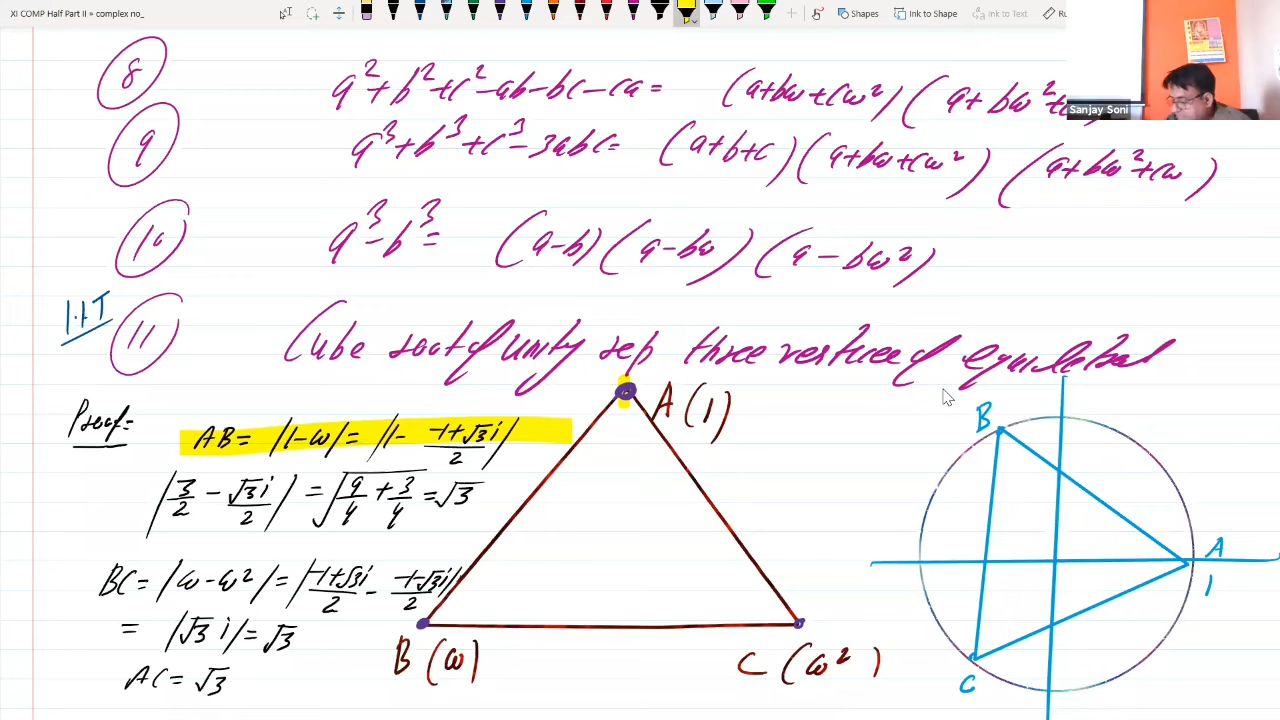 XI COMP Half Part II » complex no_
Shapes
Ink to Shape
Ink to Text
Ru
Sanjay Soni
8 a²+b²+c²-ab-bc-ca= (a+bω+cω²)(a+bω²+
9 a³+b³+c³-3abc= (a+b+c)(a+bω+cω²)(a+bω²+cω)
10 a³-b³= (a-b)(a-bω)(a-bω²)
IIT
11 Cube root of unity rep three vertices of equilateral
Proof=
AB= |1-ω|= |1- (-1+√3i)/2|
|3/2 - √3i/2| = √(9/4 + 3/4) = √3
BC= |ω-ω²|= |(-1+√3i)/2 - (-1-√3i)/2|
= |√3 i|= √3
AC= √3
A (1)
B (ω)
C (ω²)
B
A
1
C